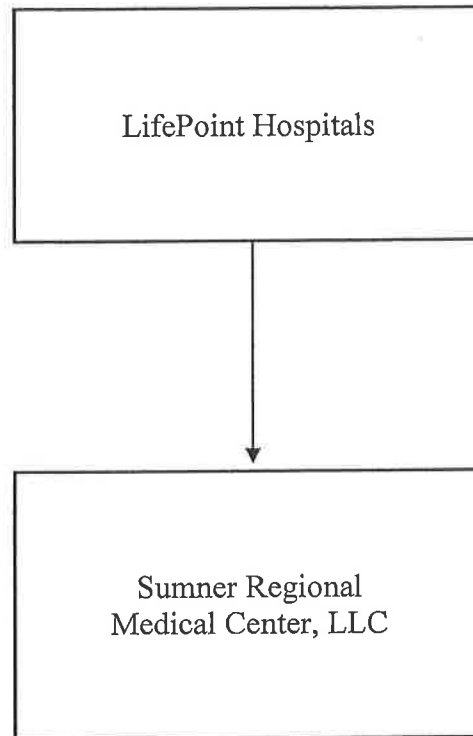 LifePoint Hospitals
Sumner Regional
Medical Center, LLC